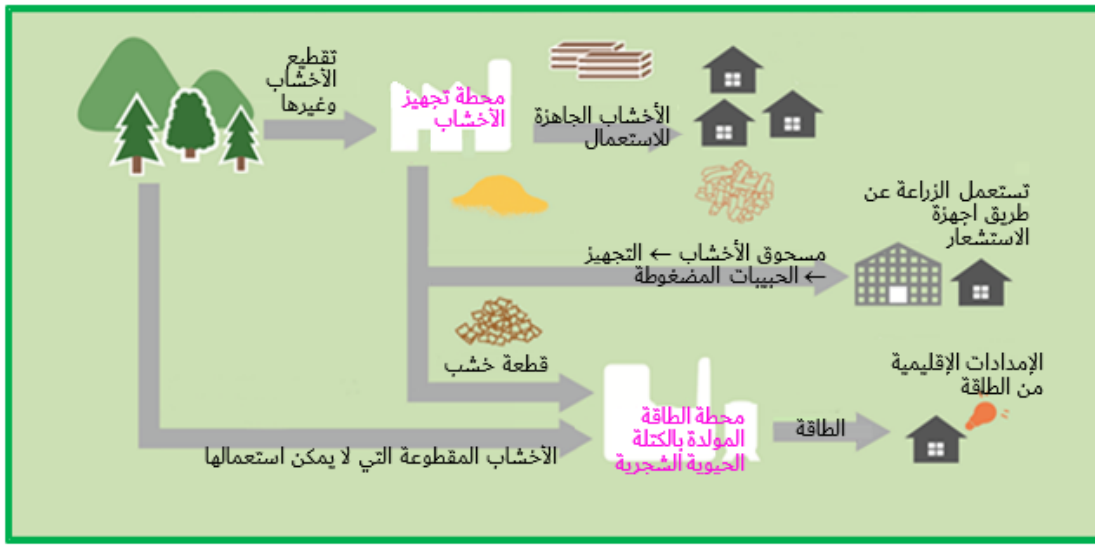 تقطيع
الأخشاب
وغيرها
محطة تجهيز
الأخشاب
الأخشاب الجاهزة
للاستعمال
تستعمل الزراعة عن
طريق اجهزة
الاستشعار
مسحوق الأخشاب ← التجهيز
← الحبيبات المضغوطة
قطعة خشب
الإمدادات الإقليمية
من الطاقة
محطة الطاقة
المولدة بالكتلة
الحيوية الشجرية
الطاقة
الأخشاب المقطوعة التي لا يمكن استعمالها